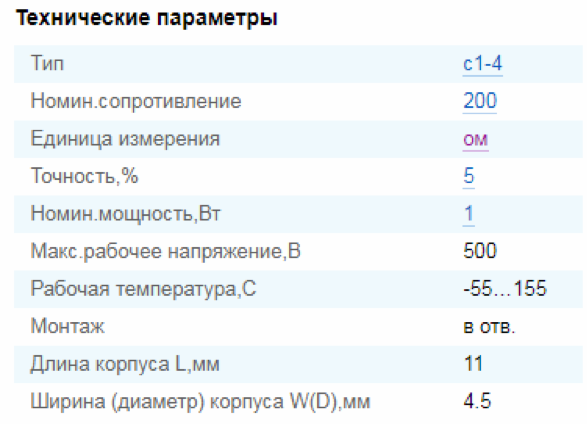 Технические параметры
Тип с1-4
Номин.сопротивление 200
Единица измерения ом
Точность,% 5
Номин.мощность,Вт 1
Макс.рабочее напряжение,В 500
Рабочая температура,С -55...155
Монтаж в отв.
Длина корпуса L,мм 11
Ширина (диаметр) корпуса W(D),мм 4.5